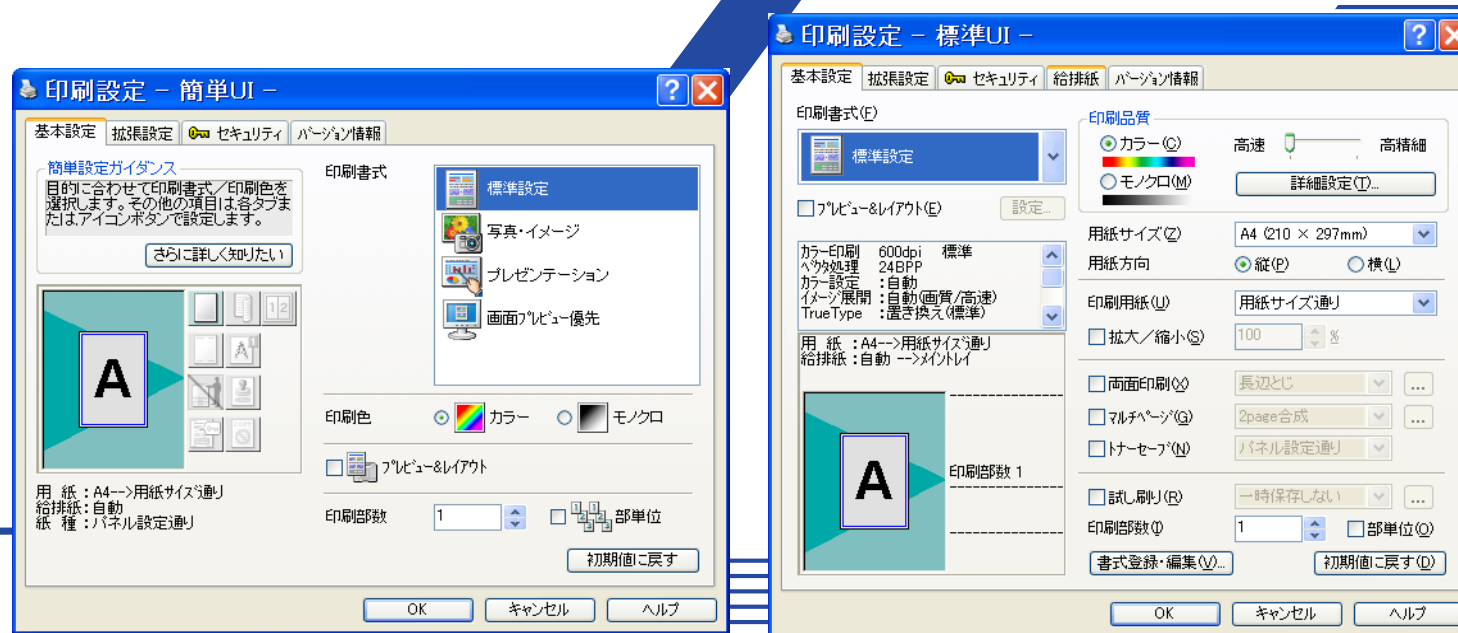 印刷設定 － 簡単UI －
基本設定
拡張設定
セキュリティ
バージョン情報
簡単設定ガイダンス
目的に合わせて印刷書式／印刷色を
選択します。その他の項目は各タブま
たはアイコンボタンで設定します。
さらに詳しく知りたい
A
用　紙：A4-->用紙サイズ通り
給排紙：自動
紙　種：パネル設定通り
印刷書式
標準設定
写真・イメージ
プレゼンテーション
画面プレビュー優先
印刷色
カラー
モノクロ
プレビュー&レイアウト
印刷部数
1
部単位
初期値に戻す
OK
キャンセル
ヘルプ
印刷設定 － 標準UI －
基本設定
拡張設定
セキュリティ
給排紙
バージョン情報
印刷書式(F)
標準設定
プレビュー&レイアウト(E)
設定...
カラー印刷　600dpi　標準
ベクタ処理　24BPP
カラー設定　：自動
イメージ展開：自動(画質/高速)
TrueType　：置き換え(標準)
用　紙：A4-->用紙サイズ通り
給排紙：自動 -->メイントレイ
A
印刷部数 1
印刷品質
カラー(C)
モノクロ(M)
高速
高精細
詳細設定(T)...
用紙サイズ(Z)
A4 (210 × 297mm)
用紙方向
縦(P)
横(L)
印刷用紙(U)
用紙サイズ通り
拡大／縮小(S)
100
%
両面印刷(X)
長辺とじ
...
マルチページ(G)
2page合成
...
トナーセーブ(N)
パネル設定通り
試し刷り(R)
一時保存しない
...
印刷部数(I)
1
部単位(O)
書式登録・編集(V)...
初期値に戻す(D)
OK
キャンセル
ヘルプ